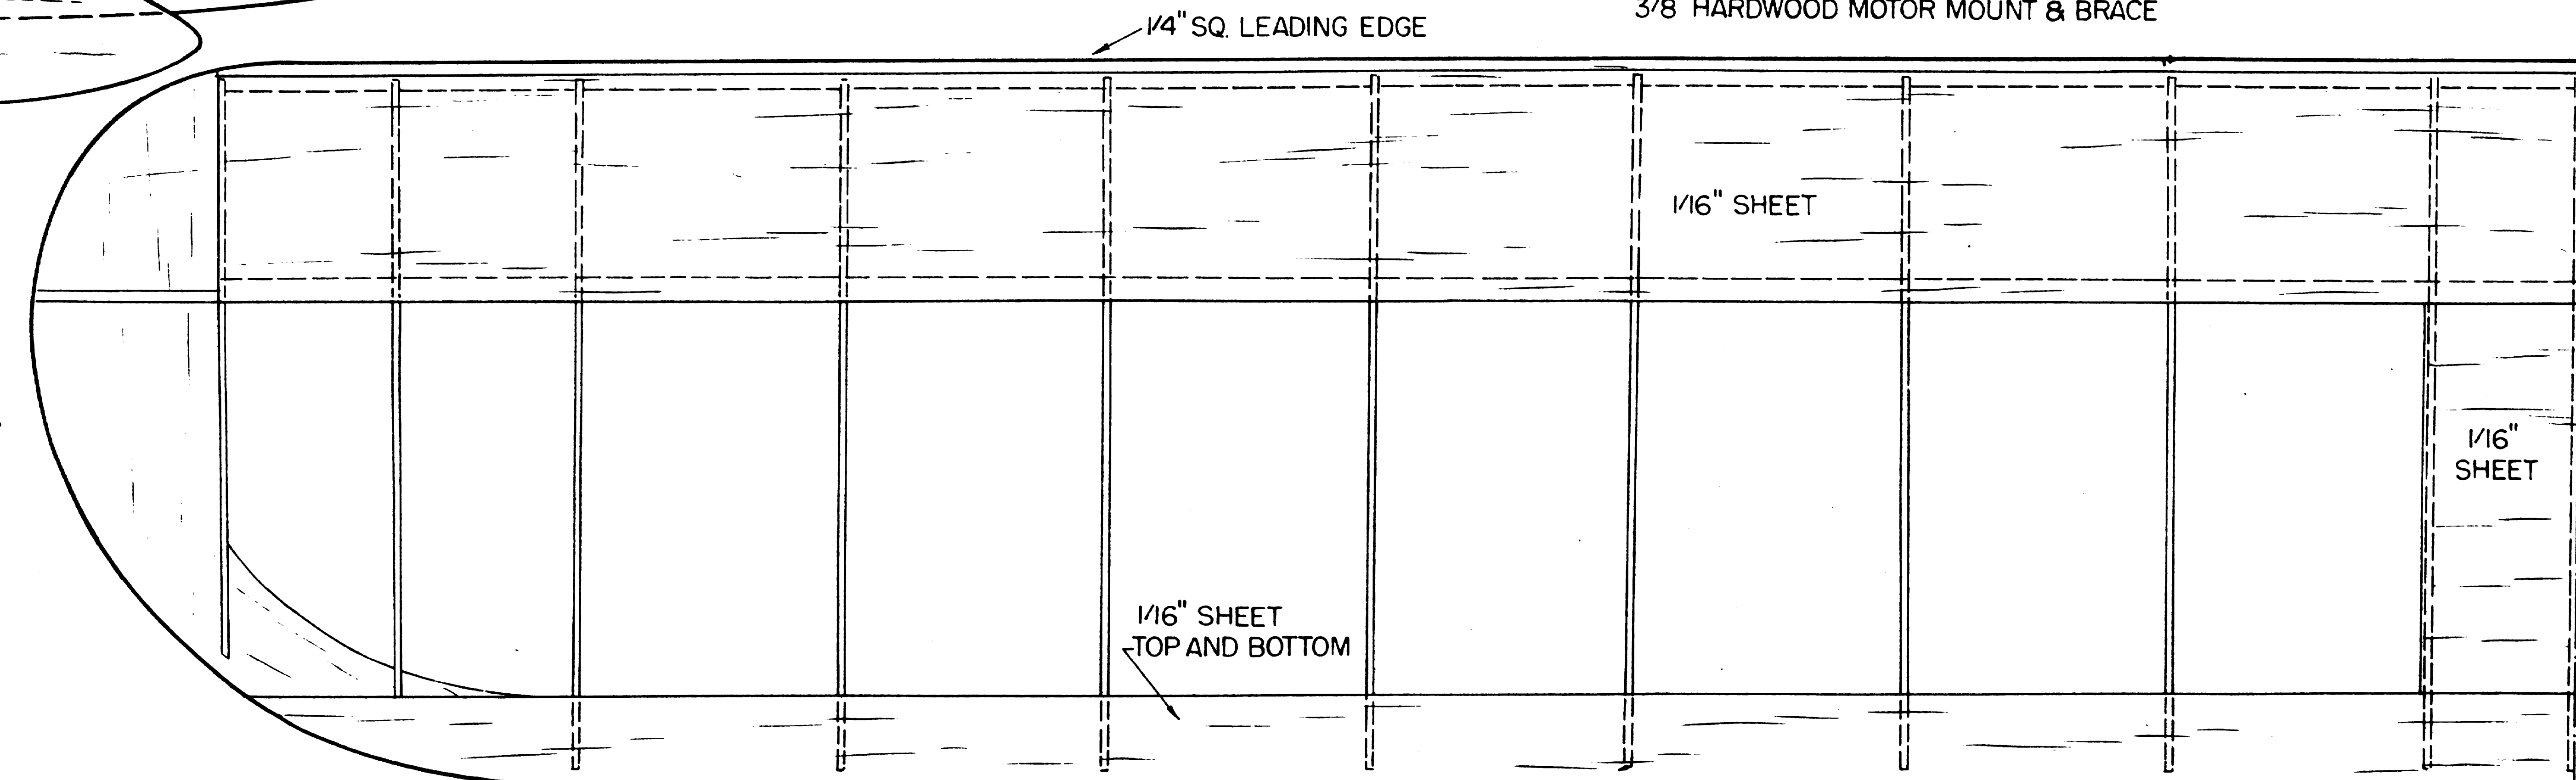 3/8 HARDWOOD MOTOR MOUNT & BRACE
1/4" SQ. LEADING EDGE
1/16" SHEET
1/16"
SHEET
1/16" SHEET
TOP AND BOTTOM